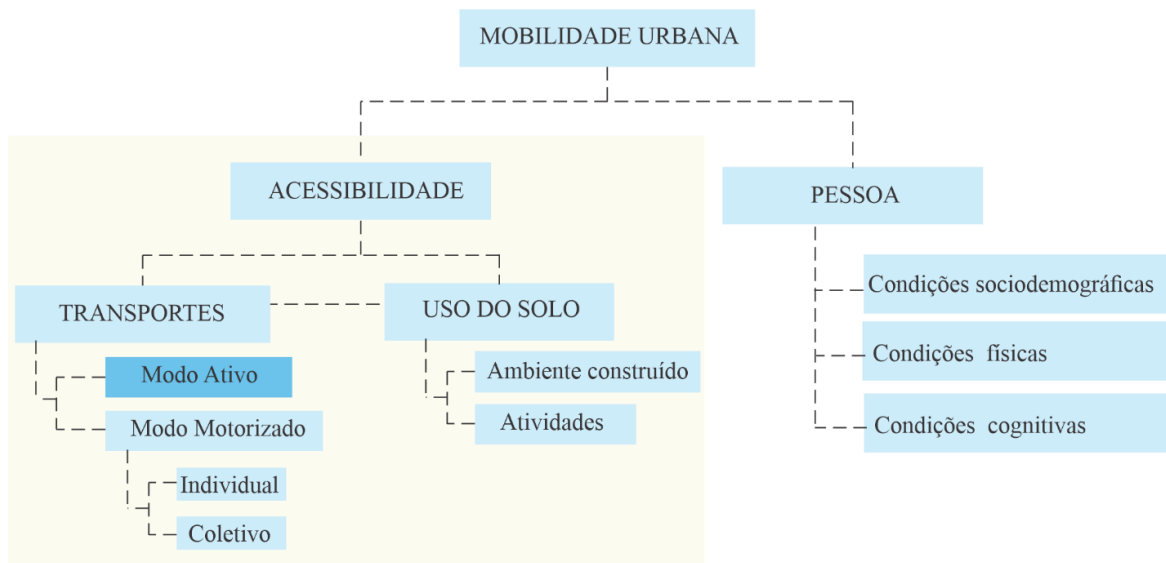 MOBILIDADE URBANA
ACESSIBILIDADE
PESSOA
TRANSPORTES
USO DO SOLO
Modo Ativo
Modo Motorizado
Individual
Coletivo
Ambiente construído
Atividades
Condições sociodemográficas
Condições físicas
Condições cognitivas